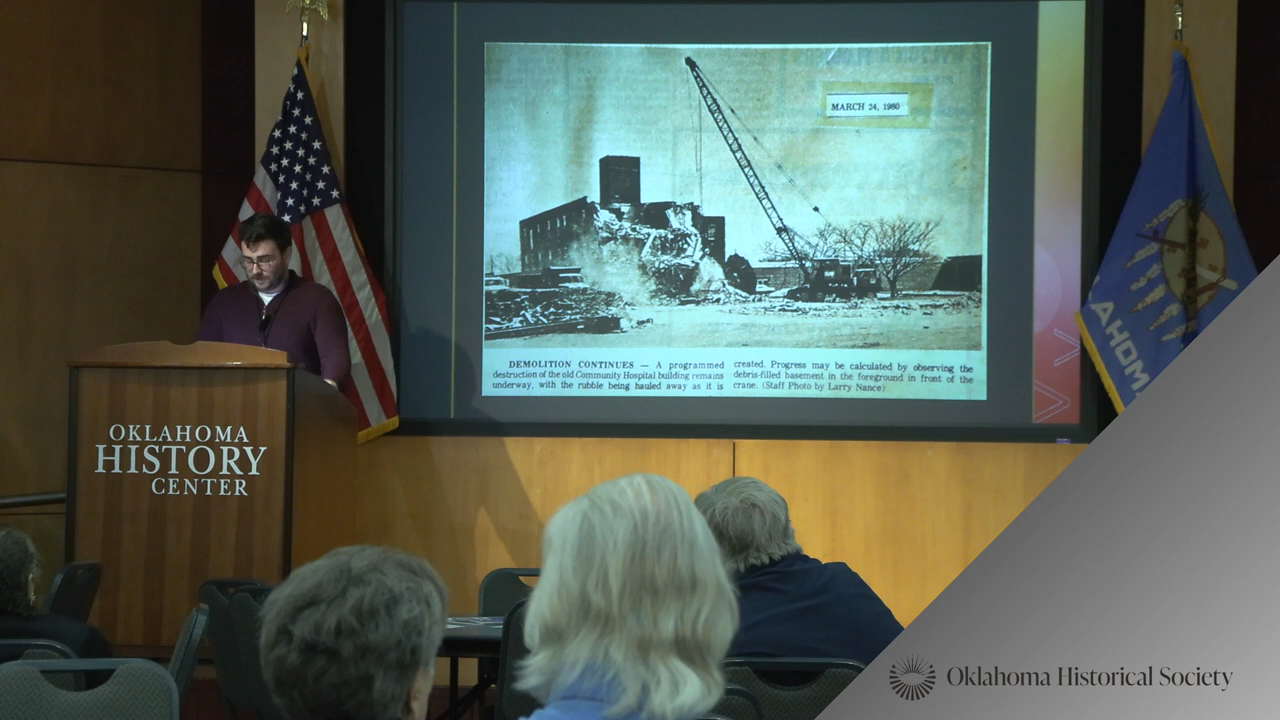 MARCH 24, 1980
DEMOLITION CONTINUES — A programmed
destruction of the old Community Hospital building remains
underway, with the rubble being hauled away as it is
created. Progress may be calculated by observing the
debris-filled basement in the foreground in front of the
crane. (Staff Photo by Larry Nance)
OKLAHOMA
HISTORY
CENTER
AHOM
Oklahoma Historical Society